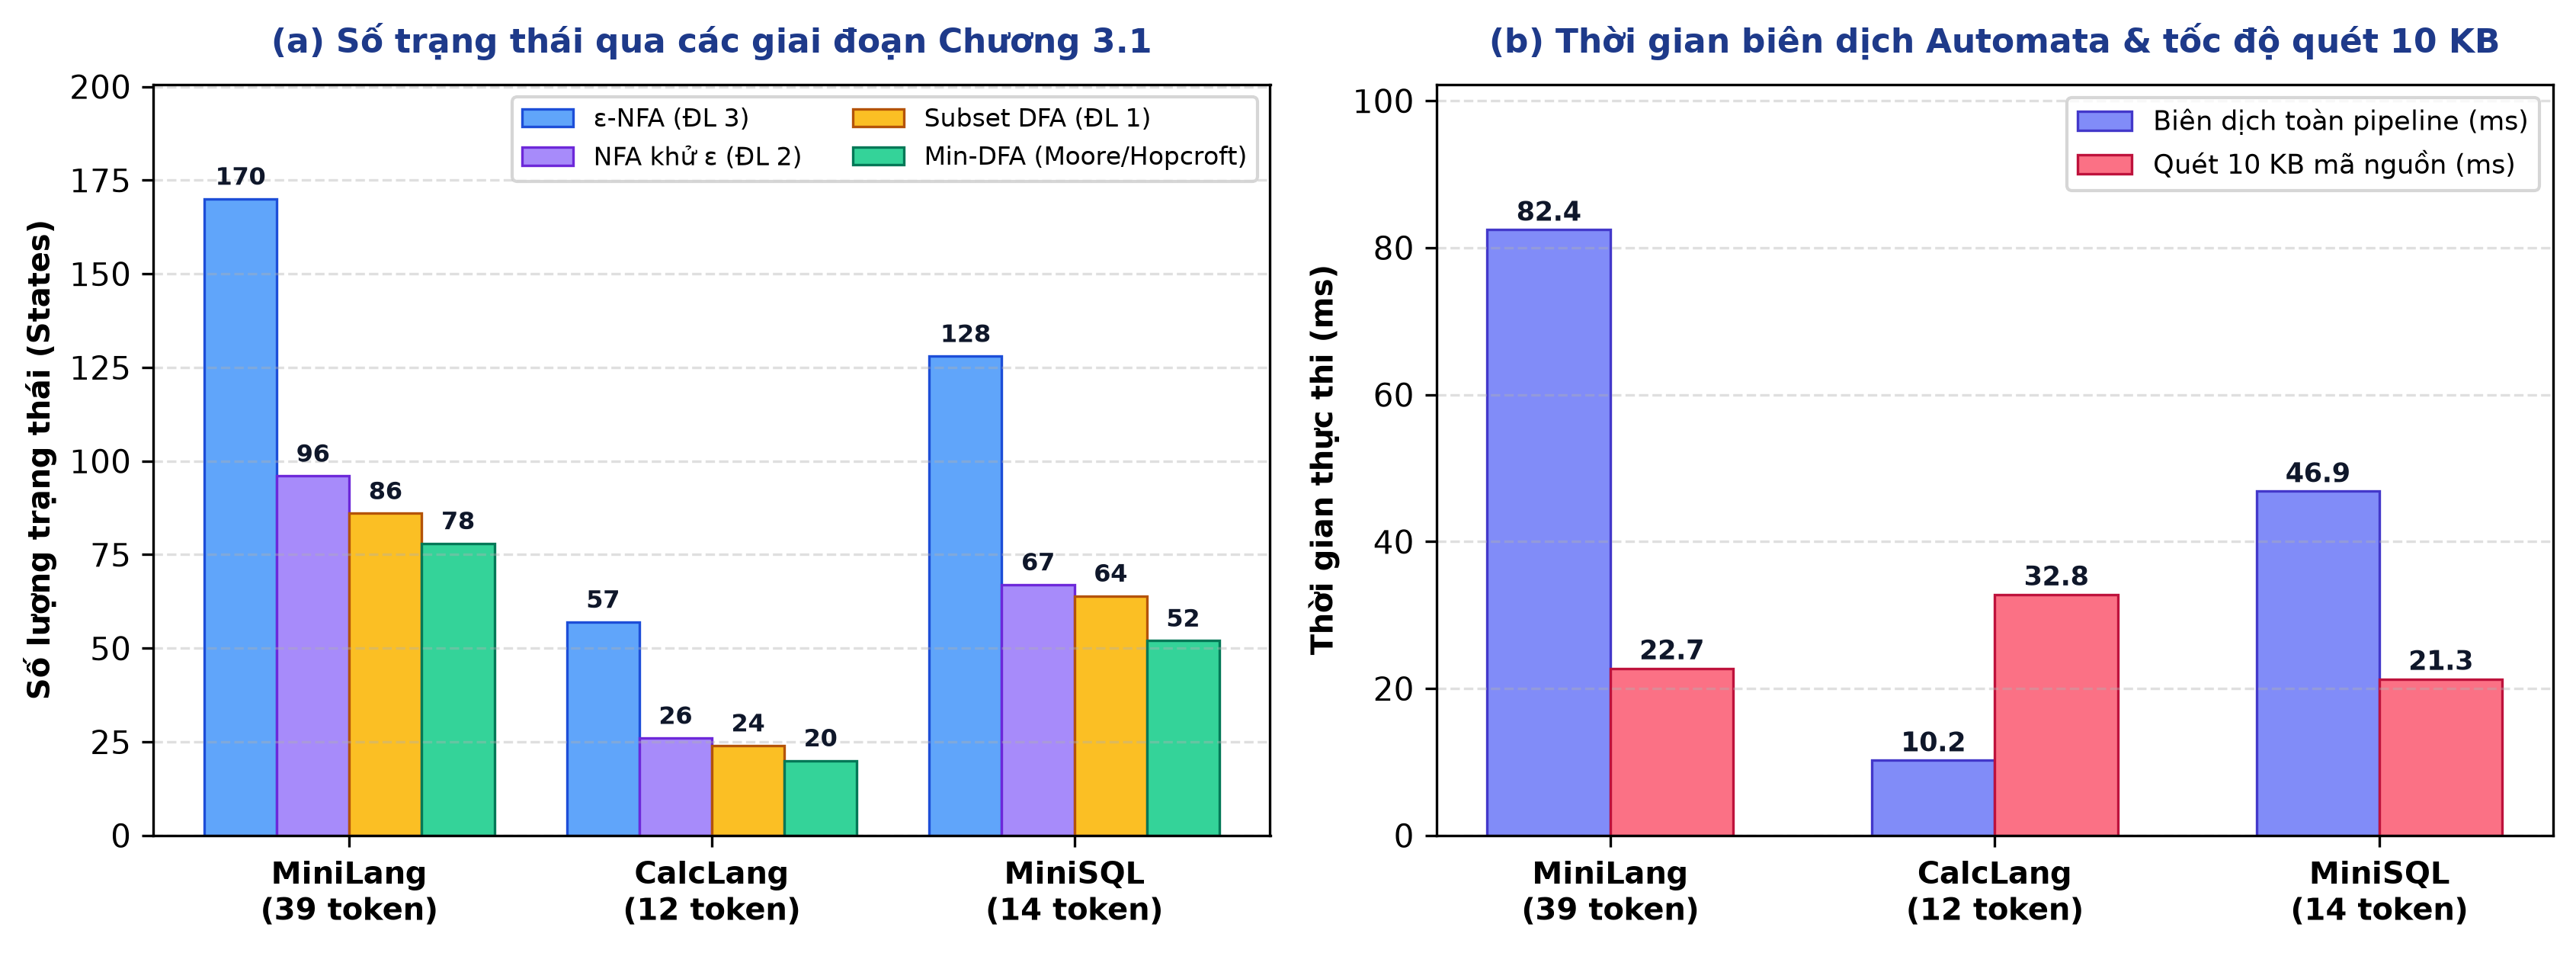 (a) Số trạng thái qua các giai đoạn Chương 3.1
Số lượng trạng thái (States)
200
175
150
125
100
75
50
25
0
ε-NFA (ĐL 3)
NFA khử ε (ĐL 2)
Subset DFA (ĐL 1)
Min-DFA (Moore/Hopcroft)
170
96
86
78
57
26
24
20
128
67
64
52
MiniLang
(39 token)
CalcLang
(12 token)
MiniSQL
(14 token)
(b) Thời gian biên dịch Automata & tốc độ quét 10 KB
Thời gian thực thi (ms)
100
80
60
40
20
0
Biên dịch toàn pipeline (ms)
Quét 10 KB mã nguồn (ms)
82.4
22.7
10.2
32.8
46.9
21.3
MiniLang
(39 token)
CalcLang
(12 token)
MiniSQL
(14 token)